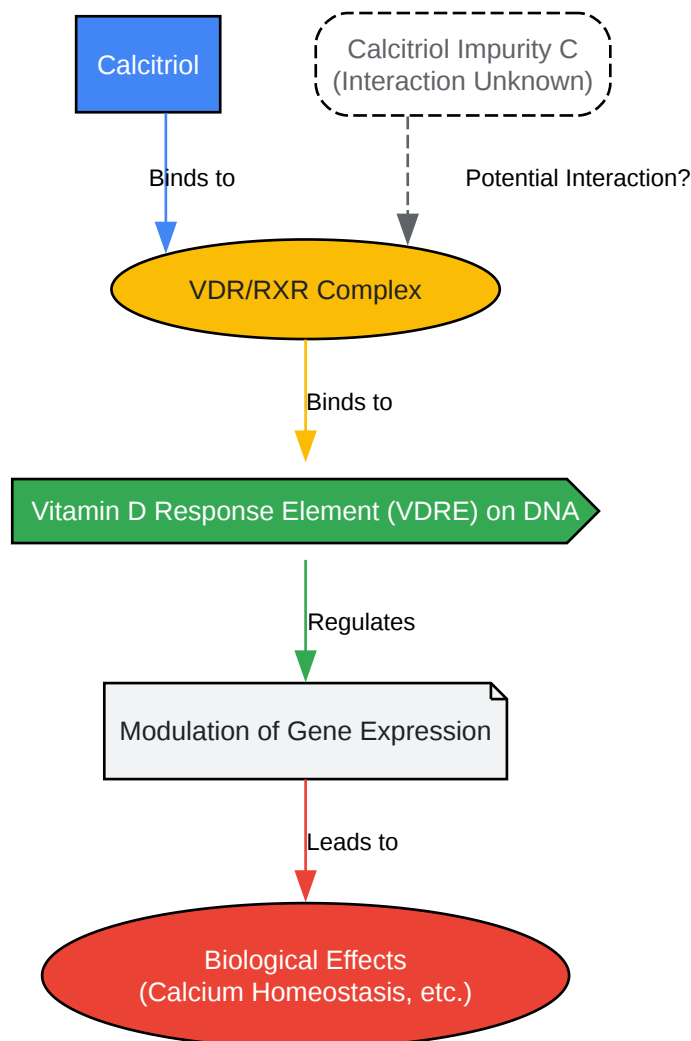 Calcitriol
Calcitriol Impurity C
(Interaction Unknown)
Binds to
Potential Interaction?
VDR/RXR Complex
Binds to
Vitamin D Response Element (VDRE) on DNA
Regulates
Modulation of Gene Expression
Leads to
Biological Effects
(Calcium Homeostasis, etc.)